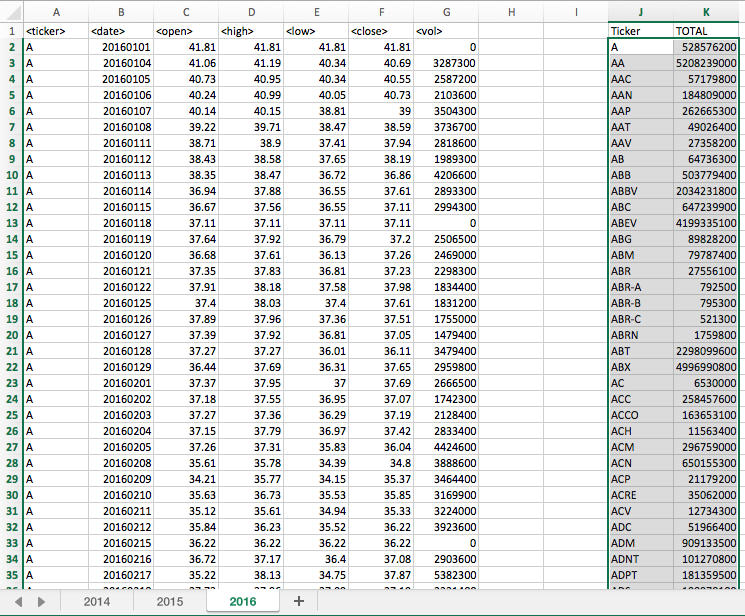 A B C D E F G H I J K
1 <ticker> <date> <open> <high> <low> <close> <vol> Ticker TOTAL
2 A 20160101 41.81 41.81 41.81 41.81 0 A 528576200
3 A 20160104 41.06 41.19 40.34 40.69 3287300 AA 5208239000
4 A 20160105 40.73 40.95 40.34 40.55 2587200 AAC 57179800
5 A 20160106 40.24 40.99 40.05 40.73 2103600 AAN 184809000
6 A 20160107 40.14 40.15 38.81 39 3504300 AAP 262665300
7 A 20160108 39.22 39.71 38.47 38.59 3736700 AAT 49026400
8 A 20160111 38.71 38.9 37.41 37.94 2818600 AAV 27358200
9 A 20160112 38.43 38.58 37.65 38.19 1989300 AB 64736300
10 A 20160113 38.35 38.47 36.72 36.86 4206600 ABB 503779400
11 A 20160114 36.94 37.88 36.55 37.61 2893300 ABBV 2034231800
12 A 20160115 36.67 37.56 36.55 37.11 2994300 ABC 647239900
13 A 20160118 37.11 37.11 37.11 37.11 0 ABEV 4199335100
14 A 20160119 37.64 37.92 36.79 37.2 2506500 ABG 89828200
15 A 20160120 36.68 37.61 36.13 37.26 2469000 ABM 79787400
16 A 20160121 37.35 37.83 36.81 37.23 2298300 ABR 27556100
17 A 20160122 37.91 38.18 37.58 37.98 1834400 ABR-A 792500
18 A 20160125 37.4 38.03 37.4 37.61 1831200 ABR-B 795300
19 A 20160126 37.89 37.96 37.36 37.51 1755000 ABR-C 521300
20 A 20160127 37.39 37.92 36.81 37.05 1479400 ABRN 1759800
21 A 20160128 37.27 37.27 36.01 36.11 3479400 ABT 2298099600
22 A 20160129 36.44 37.69 36.31 37.65 2959800 ABX 4996990800
23 A 20160201 37.37 37.95 37 37.69 2666500 AC 6530000
24 A 20160202 37.18 37.55 36.95 37.07 1742300 ACC 258457600
25 A 20160203 37.27 37.36 36.29 37.19 2128400 ACCO 163653100
26 A 20160204 37.15 37.79 36.97 37.42 2833400 ACH 11563400
27 A 20160205 37.26 37.31 35.83 36.04 4424600 ACM 296759000
28 A 20160208 35.61 35.78 34.39 34.8 3888600 ACN 650155300
29 A 20160209 34.21 35.77 34.15 35.37 3464400 ACP 21179200
30 A 20160210 35.63 36.73 35.53 35.85 3169900 ACRE 35062000
31 A 20160211 35.12 35.61 34.94 35.33 3224000 ACV 12734300
32 A 20160212 35.84 36.23 35.52 36.22 3923600 ADC 51966400
33 A 20160215 36.22 36.22 36.22 36.22 0 ADM 909133500
34 A 20160216 36.72 37.17 36.4 37.08 2903600 ADNT 101270800
35 A 20160217 35.22 38.13 34.75 37.87 5382300 ADPT 181359500
2014 2015 2016 +